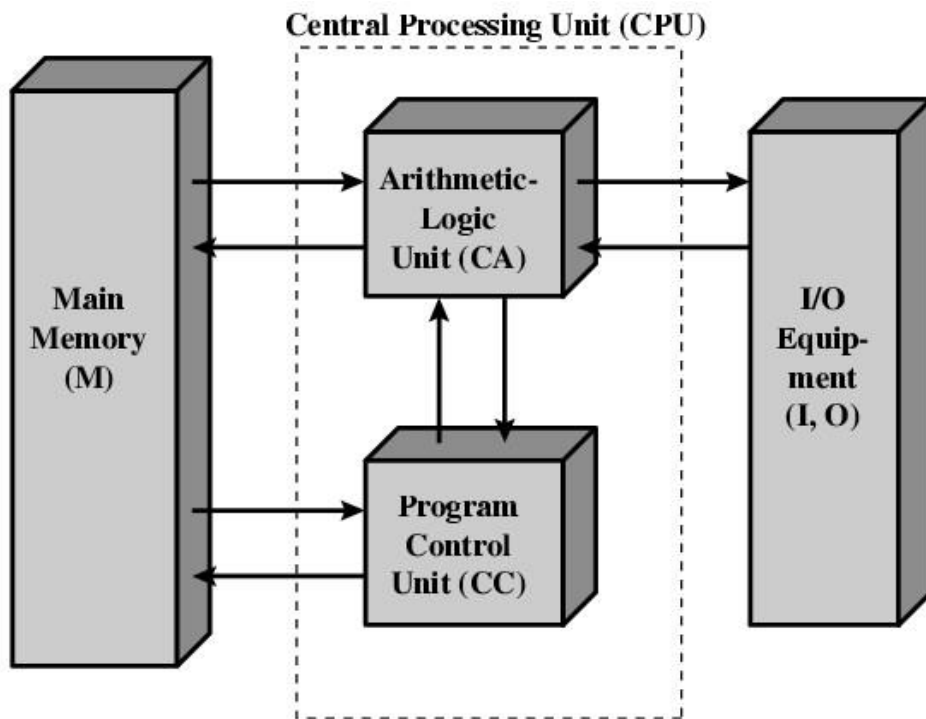 Central Processing Unit (CPU)
Main
Memory
(M)
Arithmetic-
Logic
Unit (CA)
Program
Control
Unit (CC)
I/O
Equip-
ment
(I, O)